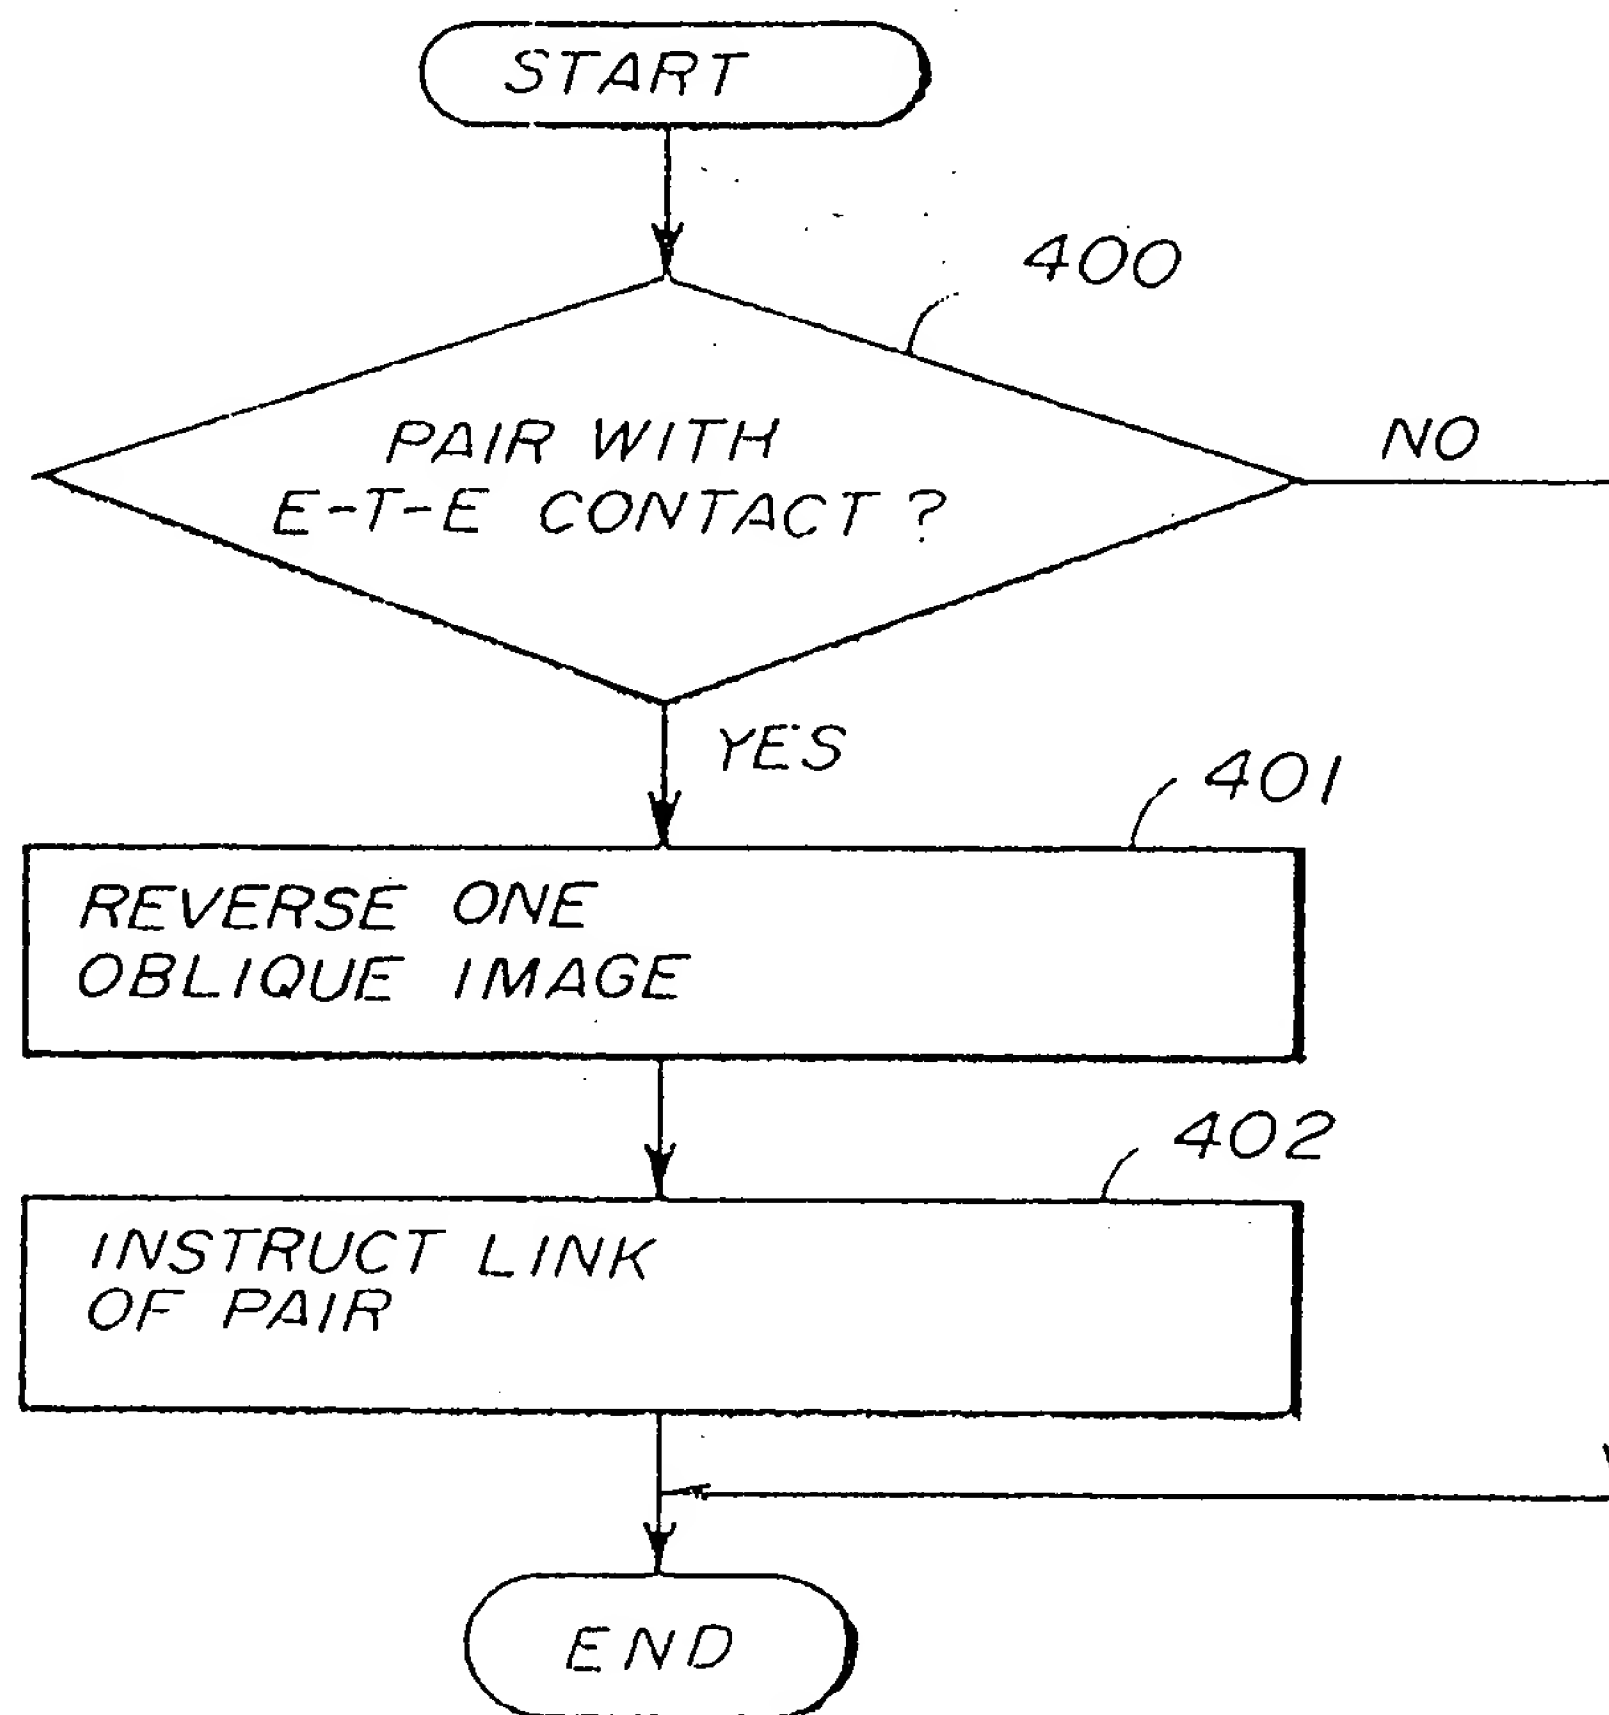 START
400
PAIR WITH
E-T-E CONTACT ?
NO
YES
401
REVERSE ONE
OBLIQUE IMAGE
402
INSTRUCT LINK
OF PAIR
END